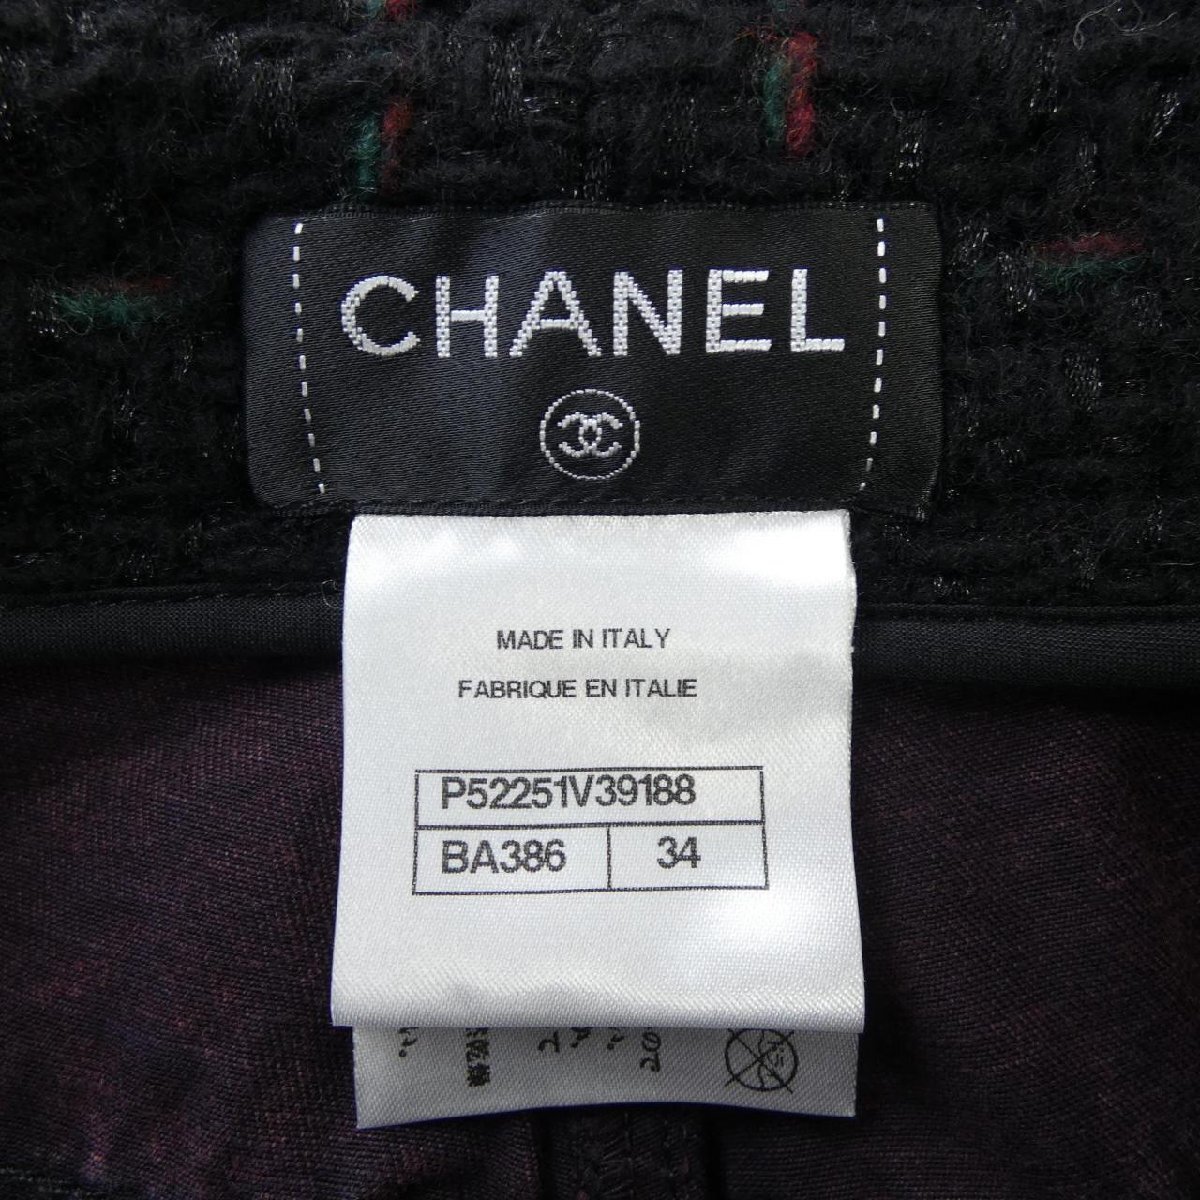 CHANEL
MADE IN ITALY
FABRIQUE EN ITALIE
P52251V39188
BA386 34